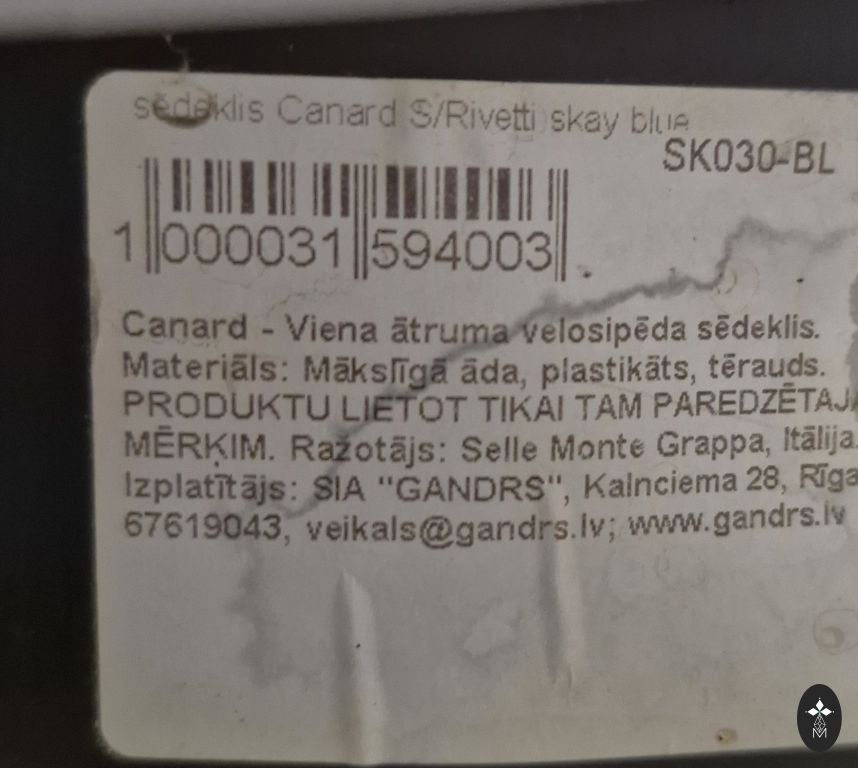 sēdeklis Canard S/Rivetti skay blue
SK030-BL
1 000031 594003
Canard - Viena ātruma velosipēda sēdeklis.
Materiāls: Mākslīgā āda, plastikāts, tērauds.
PRODUKTU LIETOT TIKAI TAM PAREDZĒTAJ
MĒRĶIM. Ražotājs: Selle Monte Grappa, Itālija.
Izplatītājs: SIA "GANDRS", Kalnciema 28, Rīga
67619043, veikals@gandrs.lv; www.gandrs.lv
M